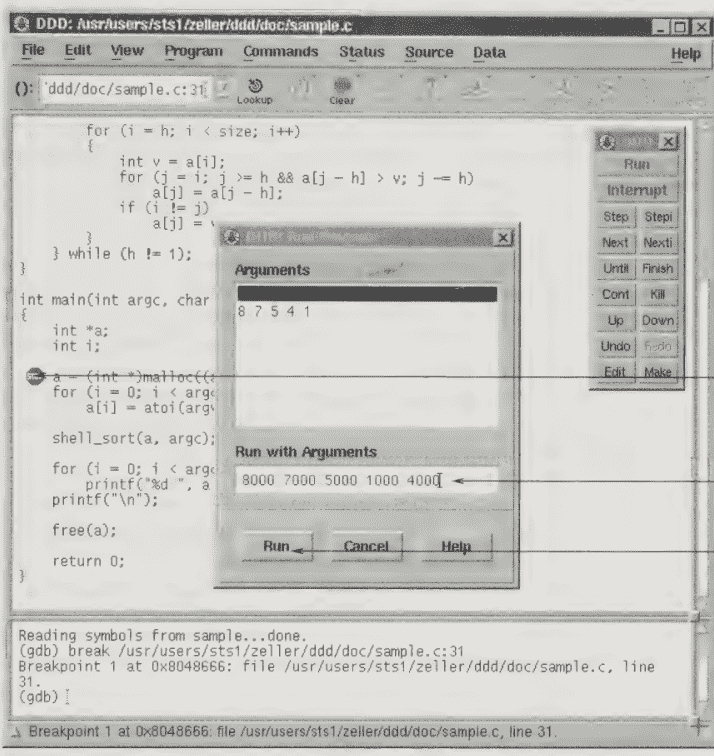 DDD: /usr/users/sts1/zeller/ddd/doc/sample.c
File Edit View Program Commands Status Source Data Help
(): 'ddd/doc/sample.c:31 Lookup Clear
for (i = h; i < size; i++)
{
int v = a[i];
for (j = i; j >= h && a[j - h] > v; j -= h)
a[j] = a[j - h];
if (i != j)
a[j] =
}
} while (h != 1);
}
int main(int argc, char
{
int *a;
int i;
a = (int *)malloc((
for (i = 0; i < argc
a[i] = atoi(argv
shell_sort(a, argc);
for (i = 0; i < argc
printf("%d ", a
printf("\n");
free(a);
return 0;
}
Run
Interrupt
Step Stepi
Next Nexti
Until Finish
Cont Kill
Up Down
Undo Redo
Edit Make
Arguments
8 7 5 4 1
Run with Arguments
8000 7000 5000 1000 4000
Run Cancel Help
Reading symbols from sample...done.
(gdb) break /usr/users/sts1/zeller/ddd/doc/sample.c:31
Breakpoint 1 at 0x8048666: file /usr/users/sts1/zeller/ddd/doc/sample.c, line
31.
(gdb)
Breakpoint 1 at 0x8048666: file /usr/users/sts1/zeller/ddd/doc/sample.c, line 31.